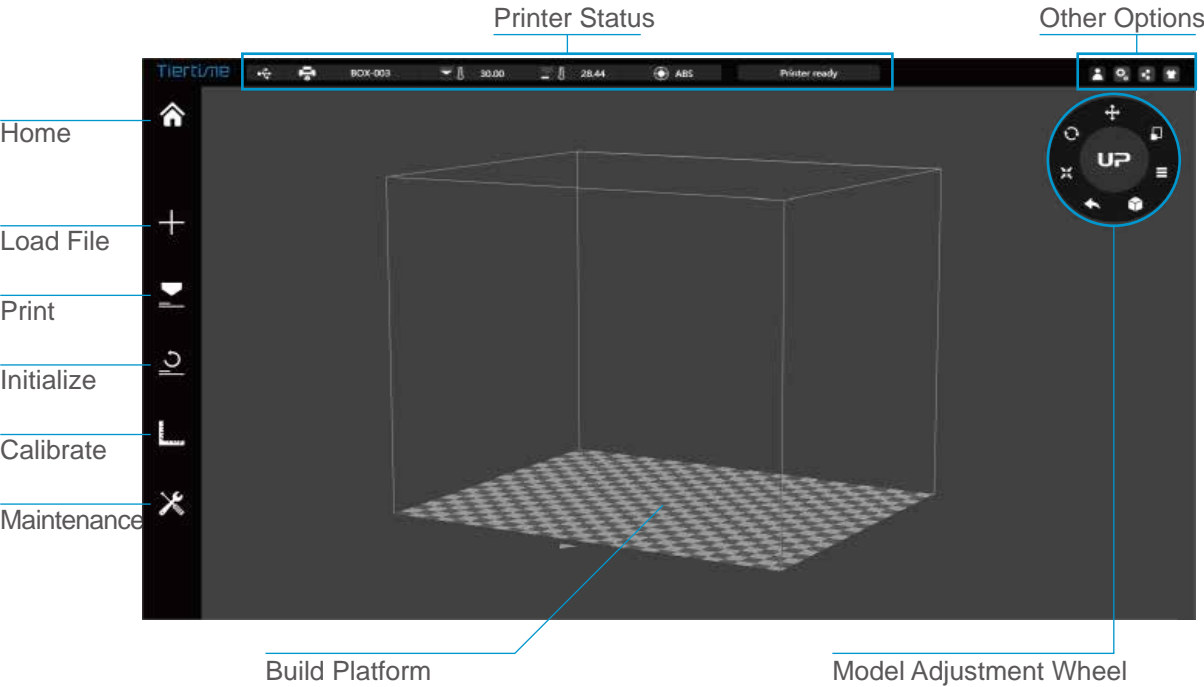 Printer Status
Other Options
Tiertime BOX-003 30.00 28.44 ABS Printer ready
Home
UP
Load File
Print
Initialize
Calibrate
Maintenance
Build Platform
Model Adjustment Wheel